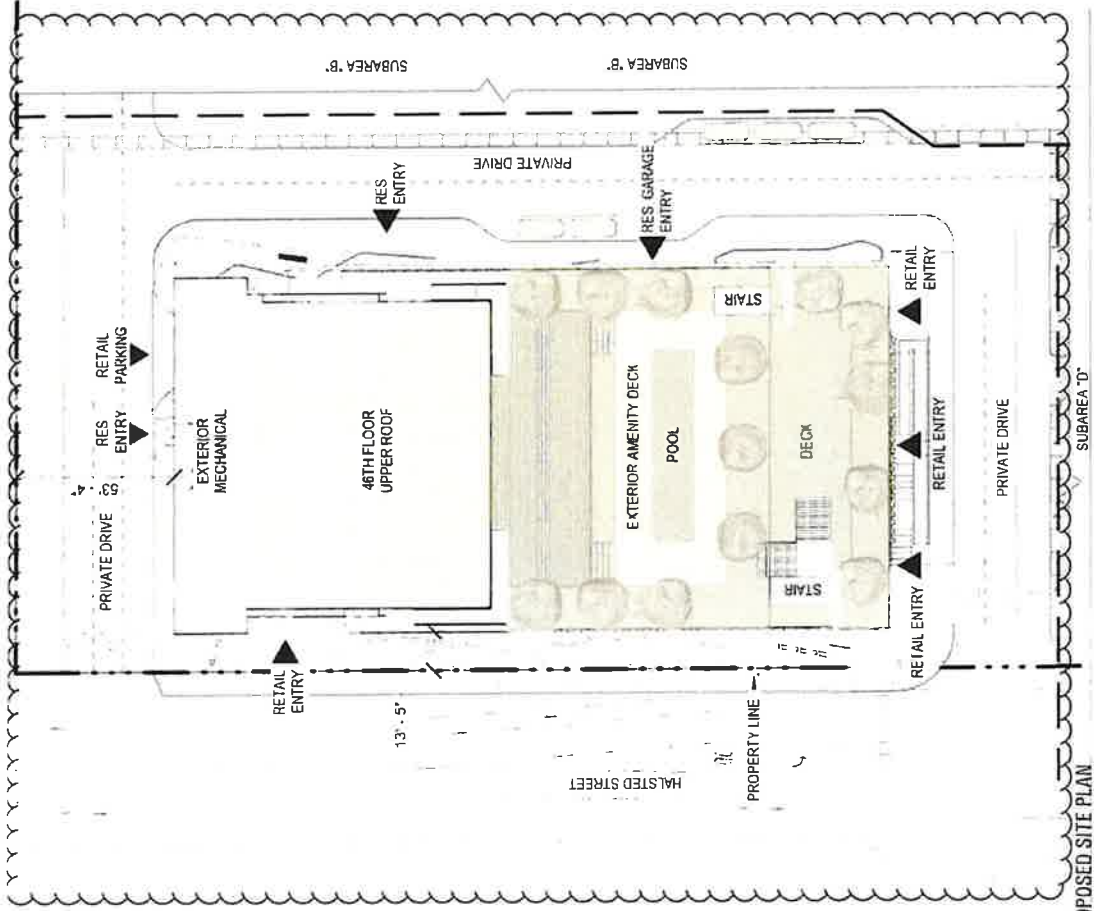 SUBAREA "B"
SUBAREA "B"
PRIVATE DRIVE
RES
ENTRY
RES GARAGE
ENTRY
RETAIL
PARKING
RES
ENTRY
53' - 4"
PRIVATE DRIVE
EXTERIOR
MECHANICAL
46TH FLOOR
UPPER ROOF
EXTERIOR AMENITY DECK
POOL
STAIR
DECK
STAIR
RETAIL
ENTRY
RETAIL ENTRY
RETAIL ENTRY
RETAIL
ENTRY
13' - 5"
PROPERTY LINE
HALSTED STREET
PRIVATE DRIVE
SUBAREA "D"
OPOSED SITE PLAN